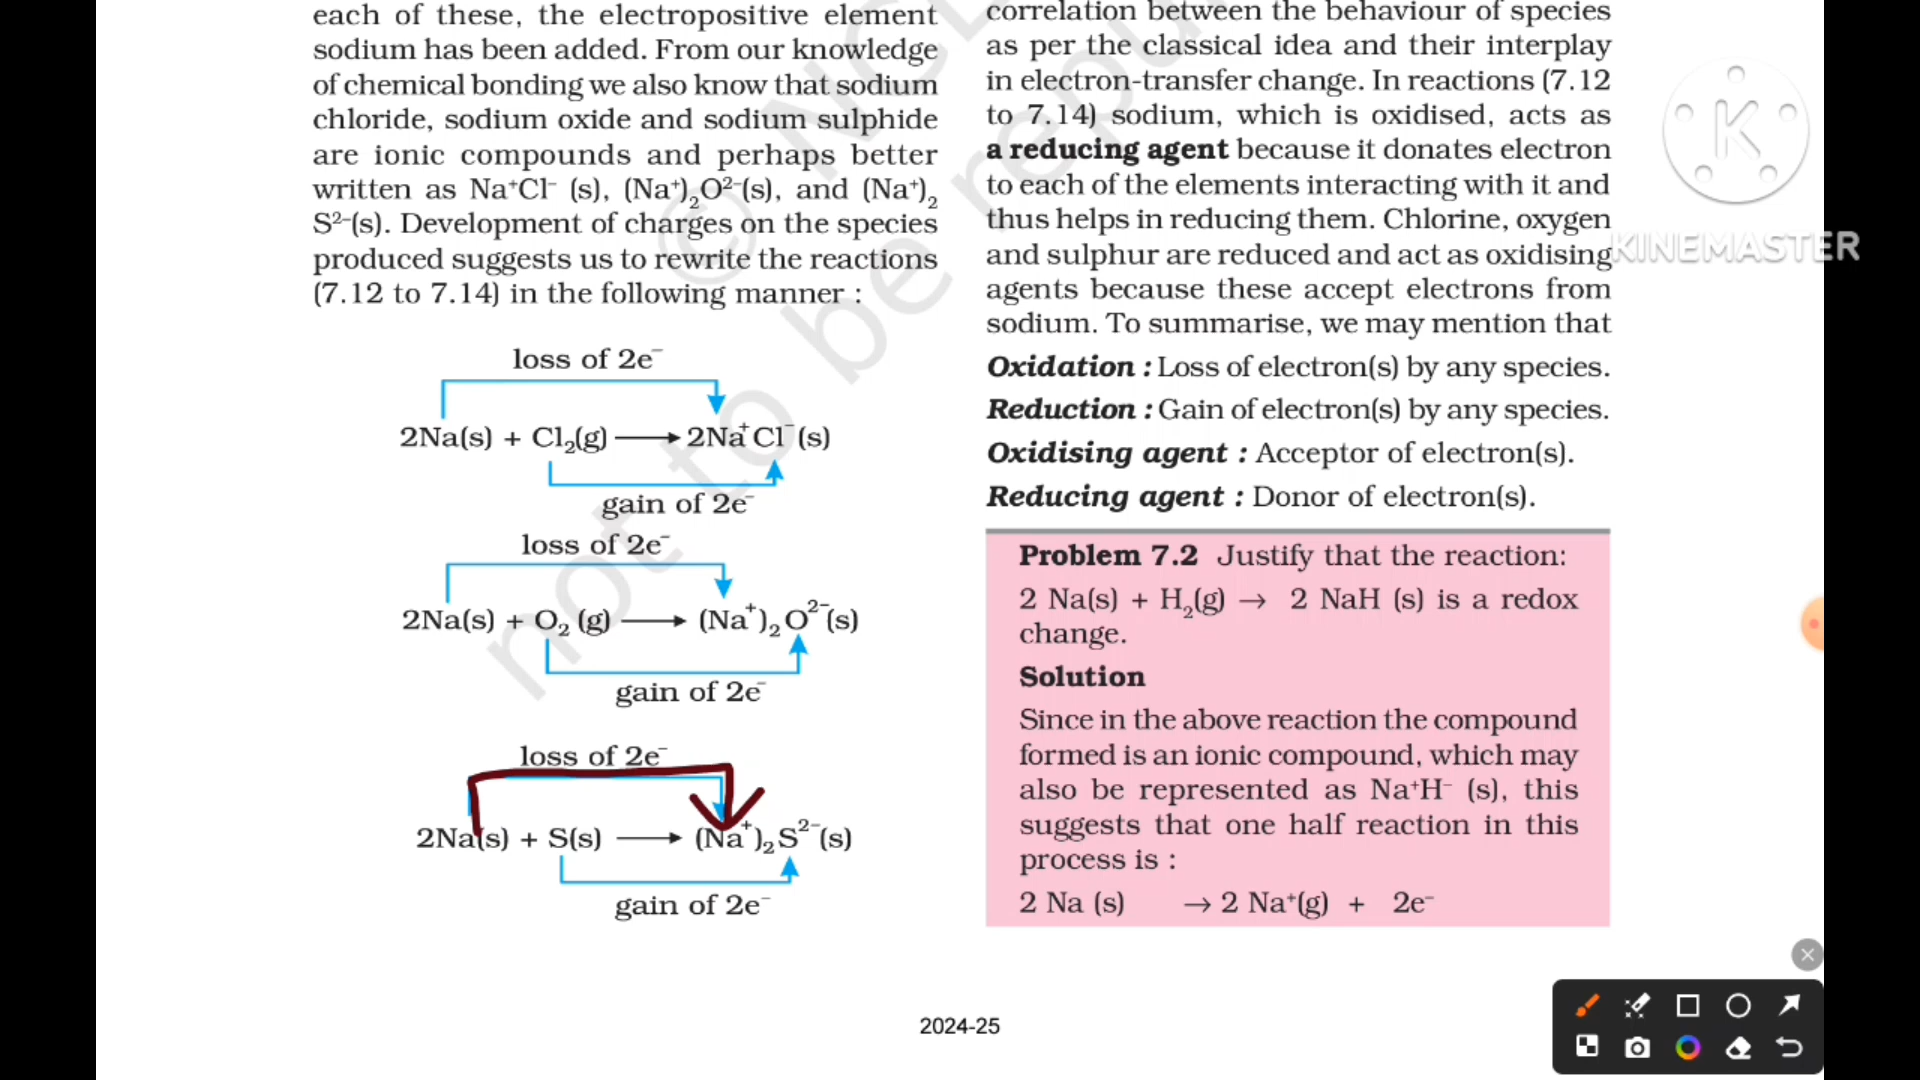 each of these, the electropositive element
sodium has been added. From our knowledge
of chemical bonding we also know that sodium
chloride, sodium oxide and sodium sulphide
are ionic compounds and perhaps better
written as Na⁺Cl⁻ (s), (Na⁺)₂O²⁻(s), and (Na⁺)₂
S²⁻(s). Development of charges on the species
produced suggests us to rewrite the reactions
(7.12 to 7.14) in the following manner :
loss of 2e⁻
2Na(s) + Cl₂(g) ⟶ 2Na⁺Cl⁻(s)
gain of 2e⁻
loss of 2e⁻
2Na(s) + O₂ (g) ⟶ (Na⁺)₂O²⁻(s)
gain of 2e⁻
loss of 2e⁻
2Na(s) + S(s) ⟶ (Na⁺)₂S²⁻(s)
gain of 2e⁻
correlation between the behaviour of species
as per the classical idea and their interplay
in electron-transfer change. In reactions (7.12
to 7.14) sodium, which is oxidised, acts as
a reducing agent because it donates electron
to each of the elements interacting with it and
thus helps in reducing them. Chlorine, oxygen
and sulphur are reduced and act as oxidising
agents because these accept electrons from
sodium. To summarise, we may mention that
Oxidation : Loss of electron(s) by any species.
Reduction : Gain of electron(s) by any species.
Oxidising agent : Acceptor of electron(s).
Reducing agent : Donor of electron(s).
Problem 7.2 Justify that the reaction:
2 Na(s) + H₂(g) → 2 NaH (s) is a redox
change.
Solution
Since in the above reaction the compound
formed is an ionic compound, which may
also be represented as Na⁺H⁻ (s), this
suggests that one half reaction in this
process is :
2 Na (s) → 2 Na⁺(g) + 2e⁻
2024-25
K
KINEMASTER
not to be